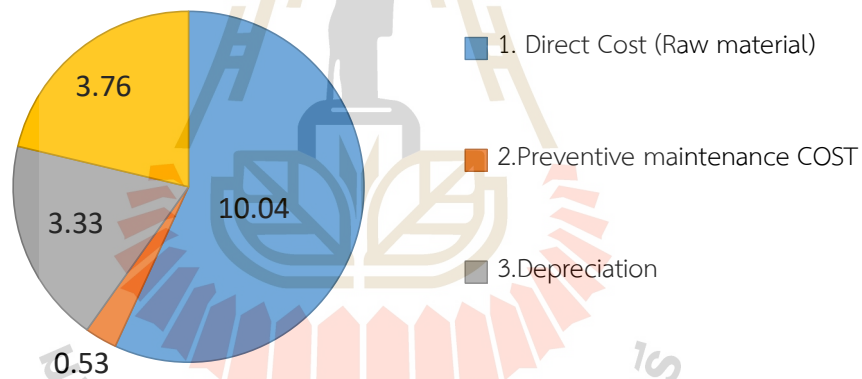 3.76
3.33
10.04
0.53
1. Direct Cost (Raw material)
2.Preventive maintenance COST
3.Depreciation